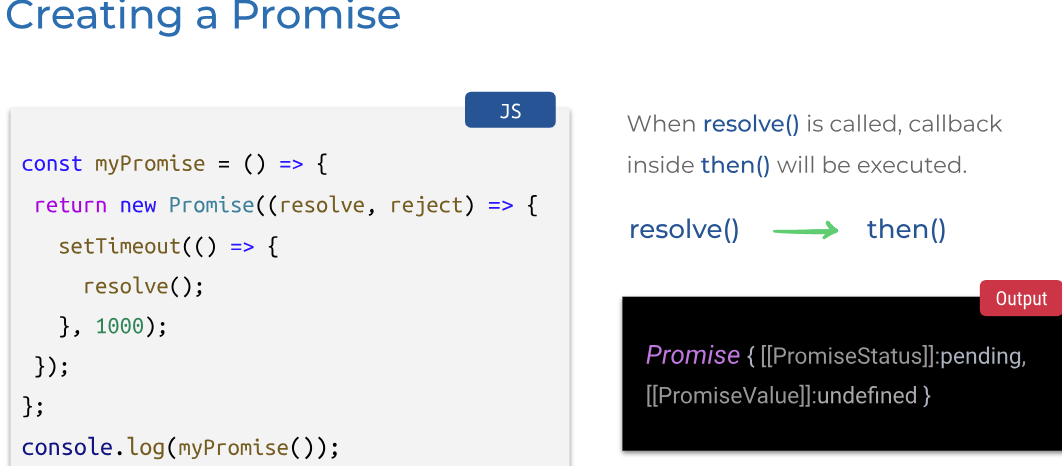 Creating a Promise
JS
const myPromise = () => {
return new Promise((resolve, reject) => {
setTimeout(() => {
resolve();
}, 1000);
});
};
console.log(myPromise());
When resolve() is called, callback
inside then() will be executed.
resolve() then()
Output
Promise { [[PromiseStatus]]:pending,
[[PromiseValue]]:undefined }